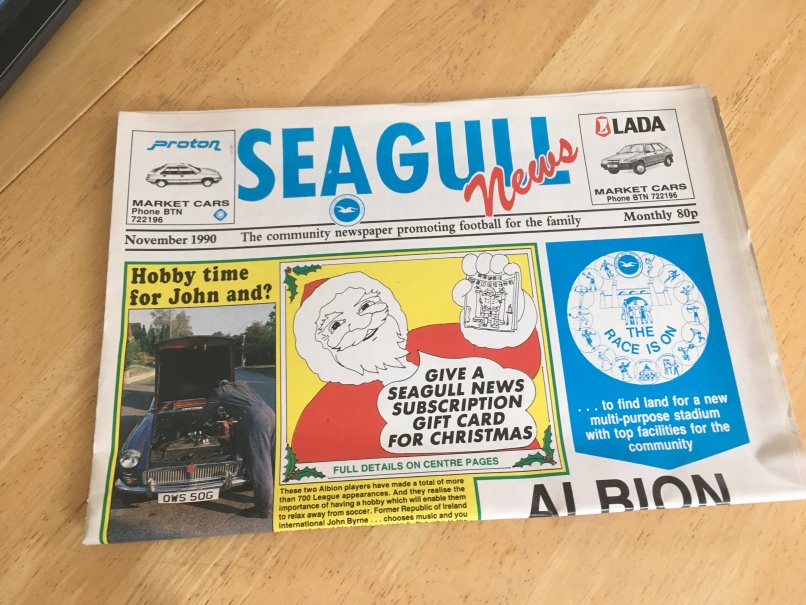 proton
MARKET CARS
Phone BTN
722196
SEAGULL
News
LADA
MARKET CARS
Phone BTN 722196
November 1990
The community newspaper promoting football for the family
Monthly 80p
Hobby time
for John and?
OWS 50G
GIVE A
SEAGULL NEWS
SUBSCRIPTION
GIFT CARD
FOR CHRISTMAS
FULL DETAILS ON CENTRE PAGES
These two Albion players have made a total of more
than 700 League appearances. And they realise the
importance of having a hobby which will enable them
to relax away from soccer. Former Republic of Ireland
International John Byrne . . . chooses music and you
THE
RACE IS ON
. . . to find land for a new
multi-purpose stadium
with top facilities for the
community
ALBION